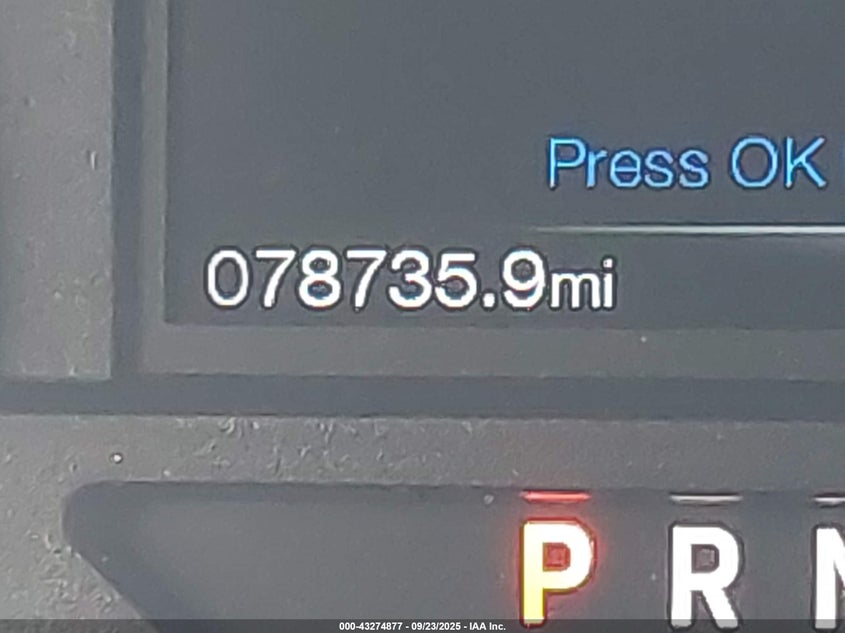 Press OK
078735.9mi
P R N
000-43274877 - 09/23/2025 - IAA Inc.